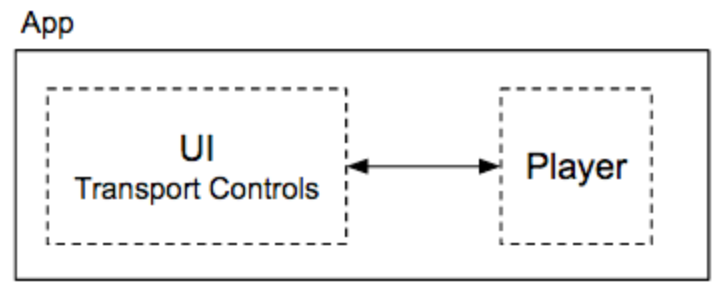 App
UI
Transport Controls
Player